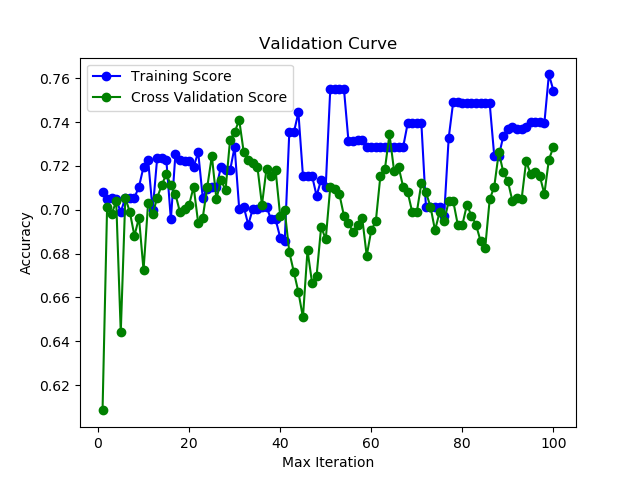 Validation Curve
Training Score
Cross Validation Score
Accuracy
0.76
0.74
0.72
0.70
0.68
0.66
0.64
0.62
0
20
40
60
80
100
Max Iteration